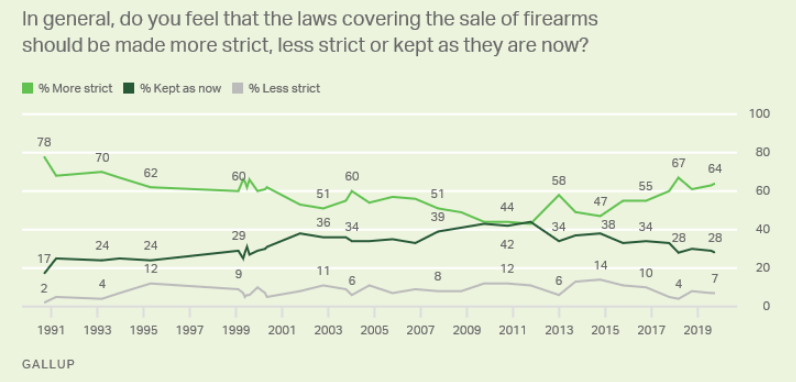 In general, do you feel that the laws covering the sale of firearms
should be made more strict, less strict or kept as they are now?
% More strict % Kept as now % Less strict
100
78 70 62 60 51 60 51 44 58 47 55 67 64
80
60
17 24 24 29 36 34 39 42 34 38 34 28 28
40
2 4 12 9 11 6 8 12 6 14 10 4 7
20
0
1991 1993 1995 1997 1999 2001 2003 2005 2007 2009 2011 2013 2015 2017 2019
GALLUP